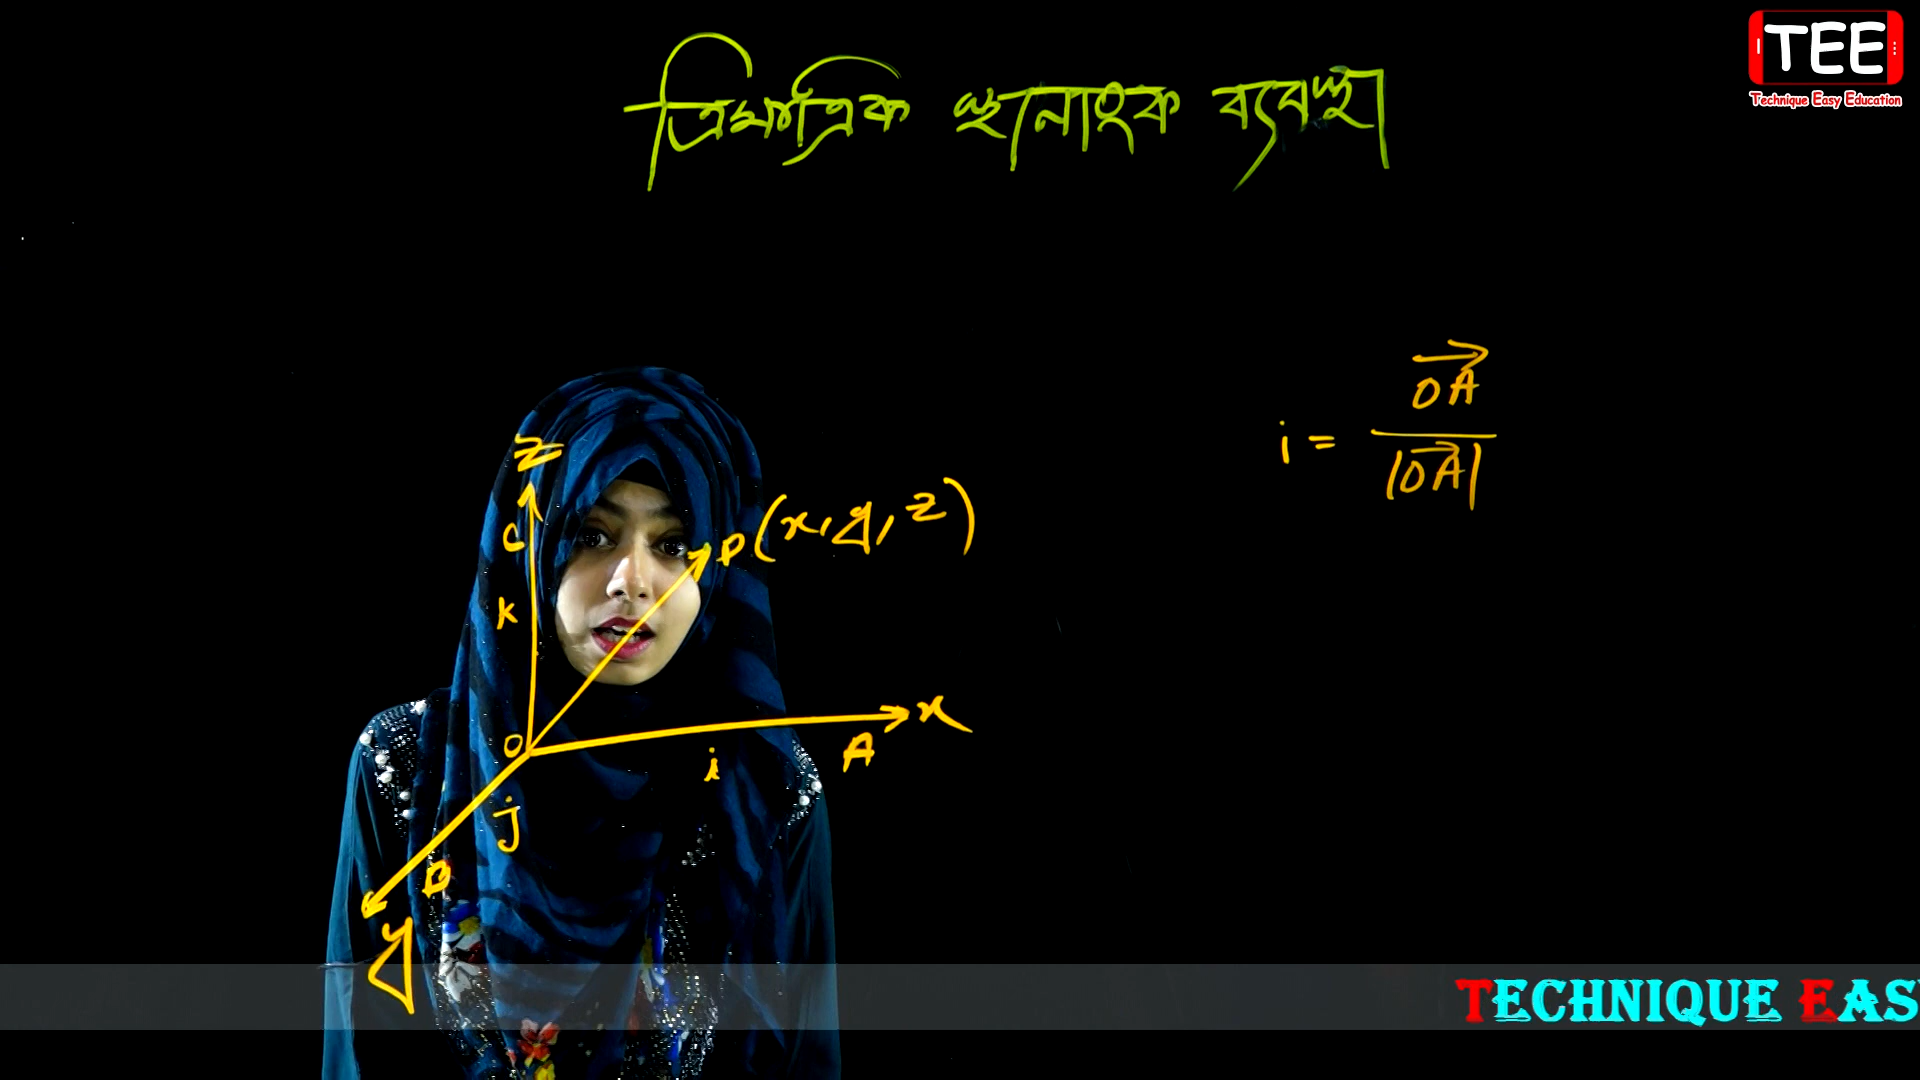 TEE
Technique Easy Education
ত্রিমাত্রিক স্থানাংক ব্যবস্থা
i = OA / |OA|
Z
C
P (x, y, z)
K
O
x
i
A
j
B
y
TECHNIQUE EAS